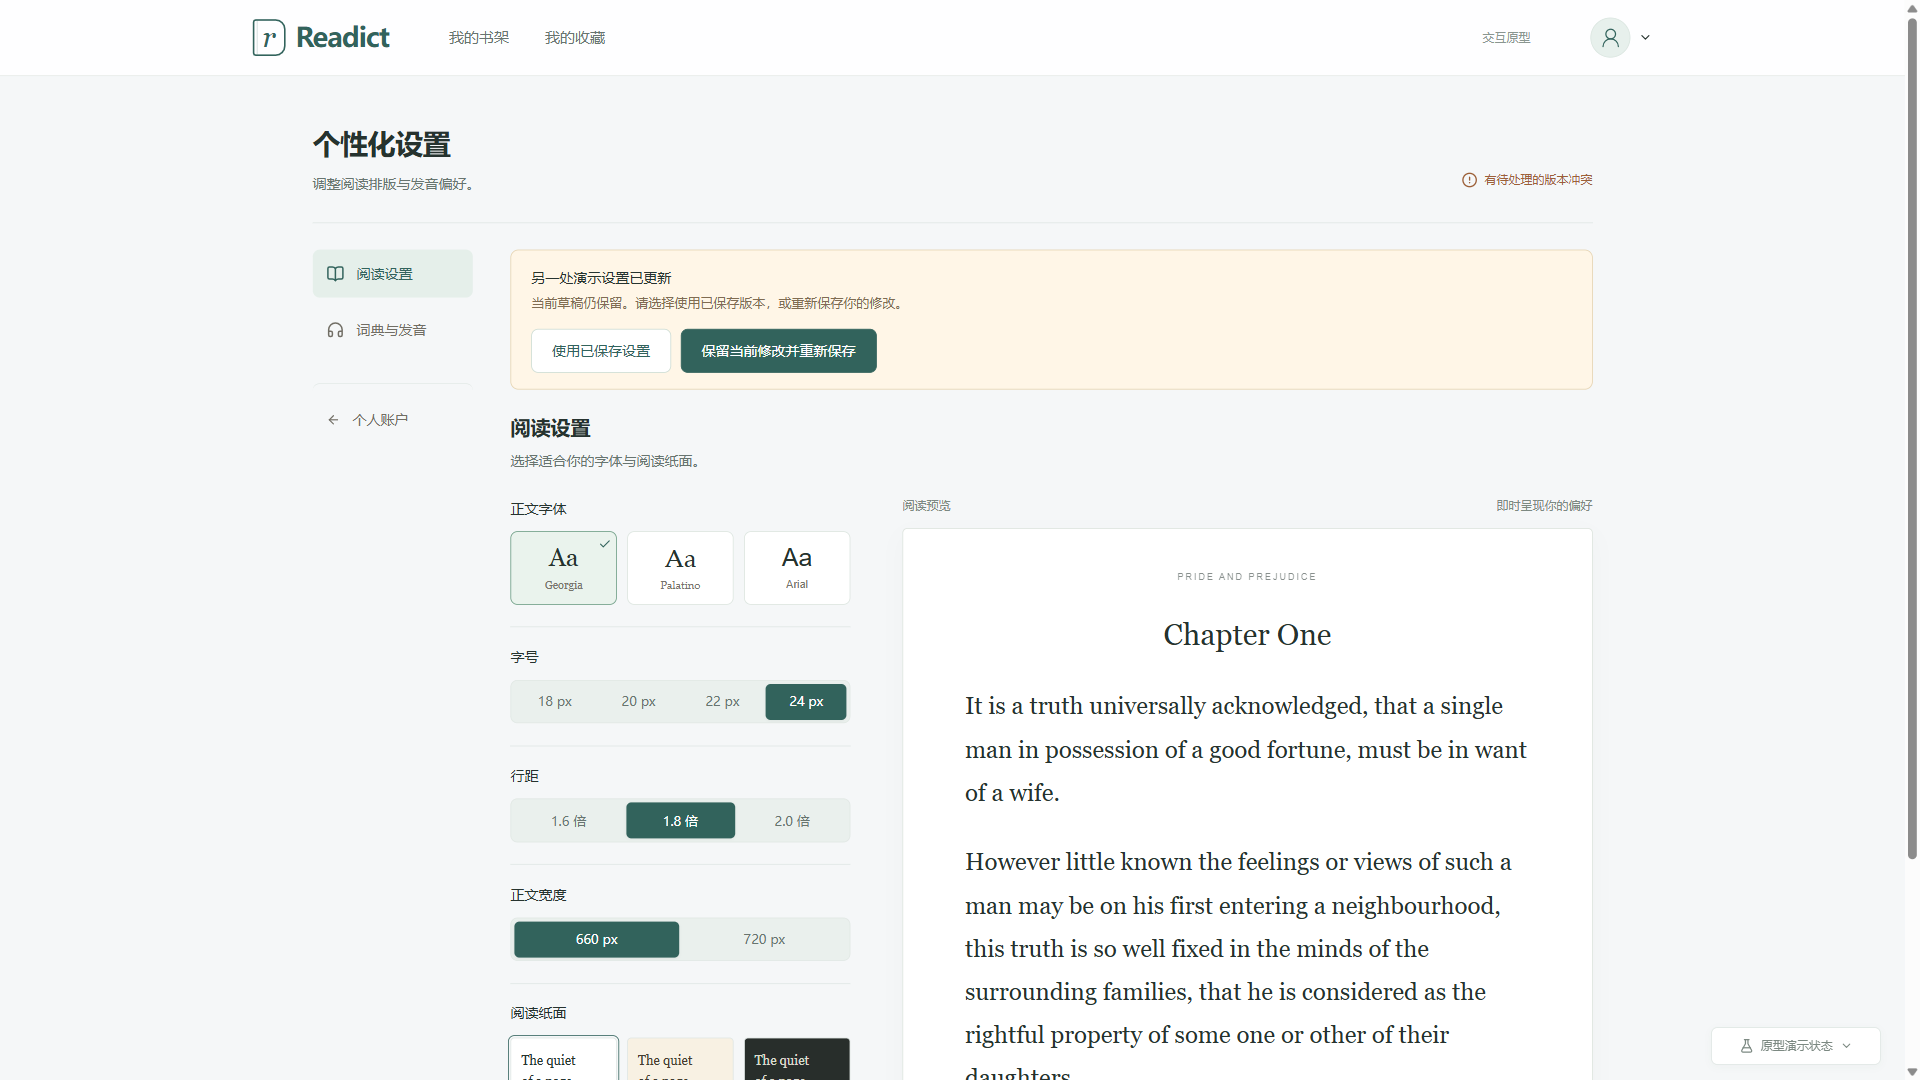 r Readict
我的书架
我的收藏
交互原型
个性化设置
调整阅读排版与发音偏好。
有待处理的版本冲突
阅读设置
词典与发音
个人账户
另一处演示设置已更新
当前草稿仍保留。请选择使用已保存版本，或重新保存你的修改。
使用已保存设置
保留当前修改并重新保存
阅读设置
选择适合你的字体与阅读纸面。
正文字体
Aa
Georgia
Aa
Palatino
Aa
Arial
字号
18 px
20 px
22 px
24 px
行距
1.6 倍
1.8 倍
2.0 倍
正文宽度
660 px
720 px
阅读纸面
The quiet
The quiet
The quiet
阅读预览
即时呈现你的偏好
PRIDE AND PREJUDICE
Chapter One
It is a truth universally acknowledged, that a single
man in possession of a good fortune, must be in want
of a wife.
However little known the feelings or views of such a
man may be on his first entering a neighbourhood,
this truth is so well fixed in the minds of the
surrounding families, that he is considered as the
rightful property of some one or other of their
daughters
原型演示状态